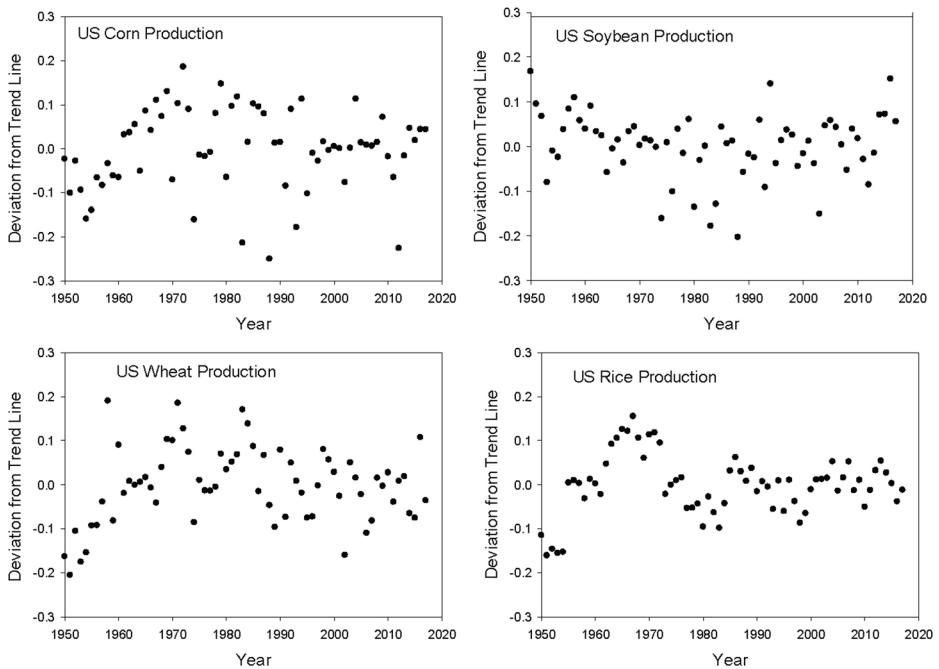 US Corn Production
Deviation from Trend Line
0.3
0.2
0.1
0.0
-0.1
-0.2
-0.3
1950 1960 1970 1980 1990 2000 2010 2020
Year
US Soybean Production
Deviation from Trend Line
0.3
0.2
0.1
0.0
-0.1
-0.2
-0.3
1950 1960 1970 1980 1990 2000 2010 2020
Year
US Wheat Production
Deviation from Trend Line
0.3
0.2
0.1
0.0
-0.1
-0.2
-0.3
1950 1960 1970 1980 1990 2000 2010 2020
Year
US Rice Production
Deviation from Trend Line
0.3
0.2
0.1
0.0
-0.1
-0.2
-0.3
1950 1960 1970 1980 1990 2000 2010 2020
Year